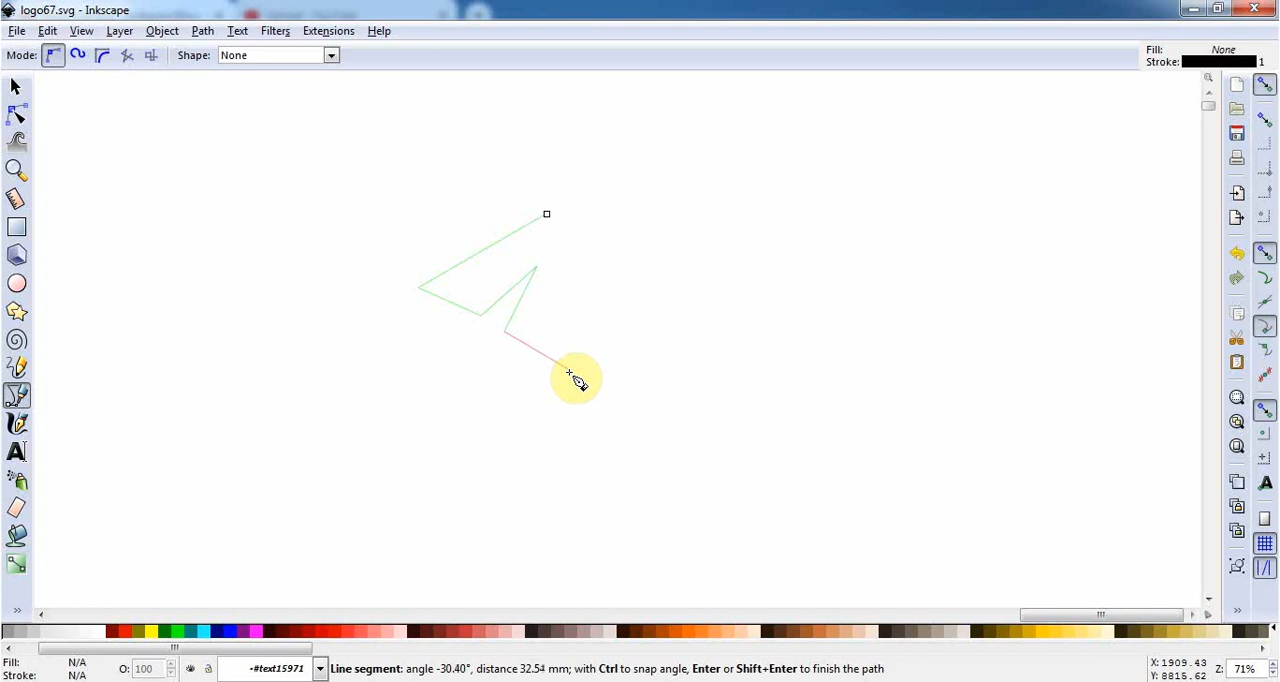 logo67.svg - Inkscape
File Edit View Layer Object Path Text Filters Extensions Help
Mode: Shape: None
Fill: None
Stroke: 1
Fill: N/A
Stroke: N/A
O: 100
•#text15971
Line segment: angle -30.40°, distance 32.54 mm; with Ctrl to snap angle, Enter or Shift+Enter to finish the path
X: 1909.43
Y: 8815.62
Z: 71%